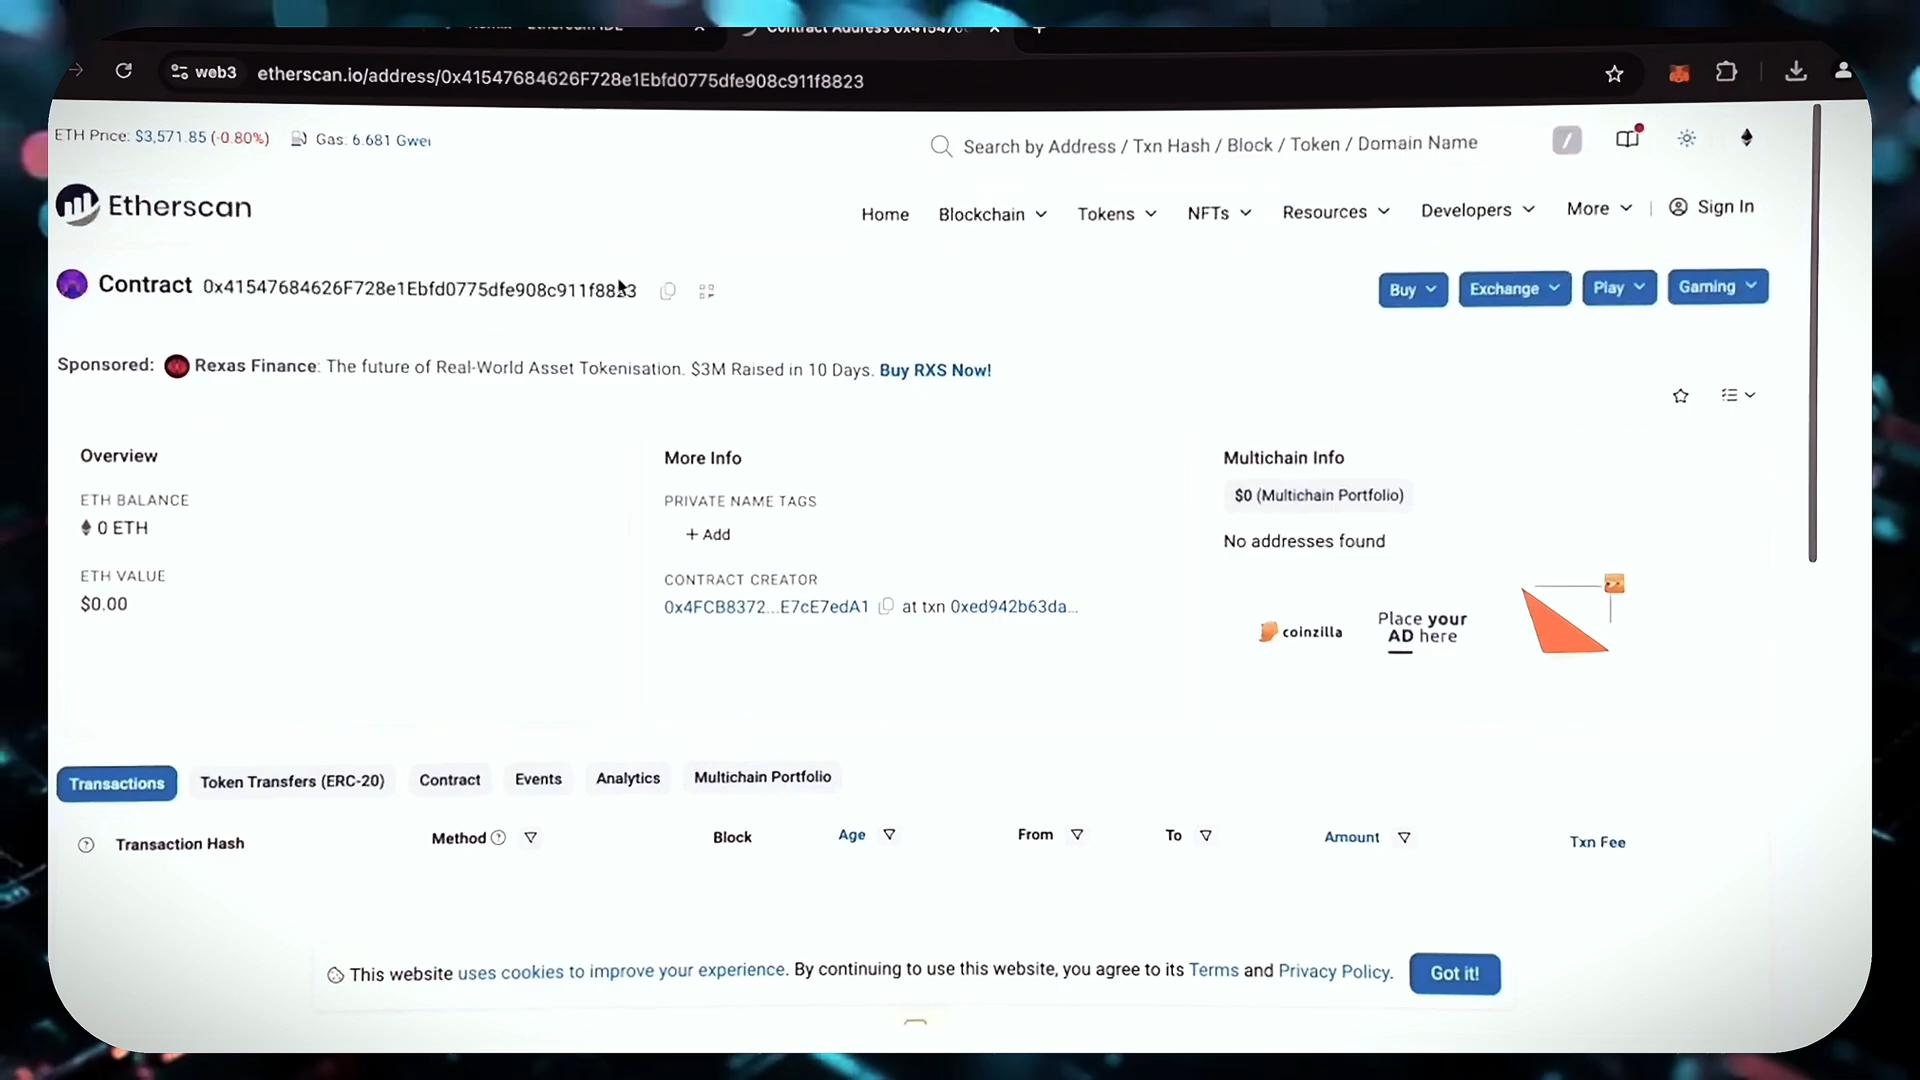 web3 etherscan.io/address/0x41547684626F728e1Ebfd0775dfe908c911f8823
ETH Price: $3,571.85 (-0.80%) Gas: 6.681 Gwei
Search by Address / Txn Hash / Block / Token / Domain Name
/
Etherscan
Home Blockchain Tokens NFTs Resources Developers More | Sign In
Contract 0x41547684626F728e1Ebfd0775dfe908c911f8823
Buy Exchange Play Gaming
Sponsored: Rexas Finance: The future of Real-World Asset Tokenisation. $3M Raised in 10 Days. Buy RXS Now!
Overview
ETH BALANCE
0 ETH
ETH VALUE
$0.00
More Info
PRIVATE NAME TAGS
+ Add
CONTRACT CREATOR
0x4FCB8372...E7cE7edA1 at txn 0xed942b63da...
Multichain Info
$0 (Multichain Portfolio)
No addresses found
coinzilla
Place your
AD here
Transactions Token Transfers (ERC-20) Contract Events Analytics Multichain Portfolio
Transaction Hash Method Block Age From To Amount Txn Fee
This website uses cookies to improve your experience. By continuing to use this website, you agree to its Terms and Privacy Policy. Got it!